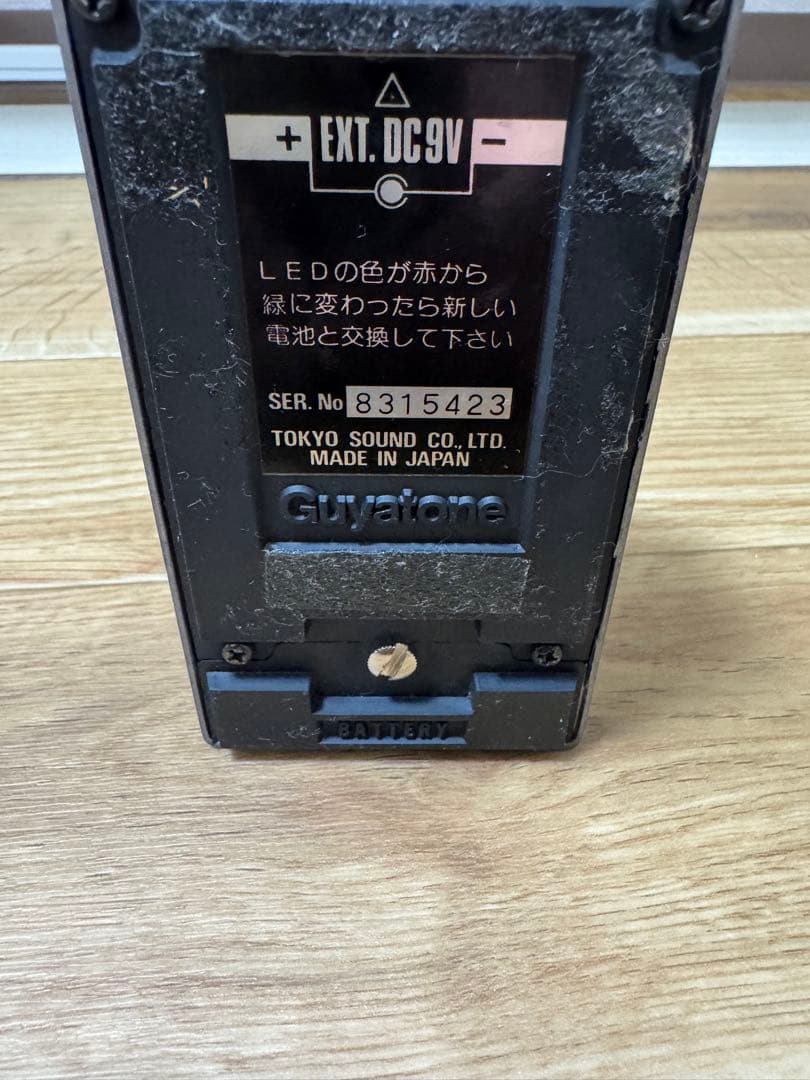 + EXT. DC9V −
LEDの色が赤から
緑に変わったら新しい
電池と交換して下さい
SER. No 8315423
TOKYO SOUND CO., LTD.
MADE IN JAPAN
Guyatone
BATTERY